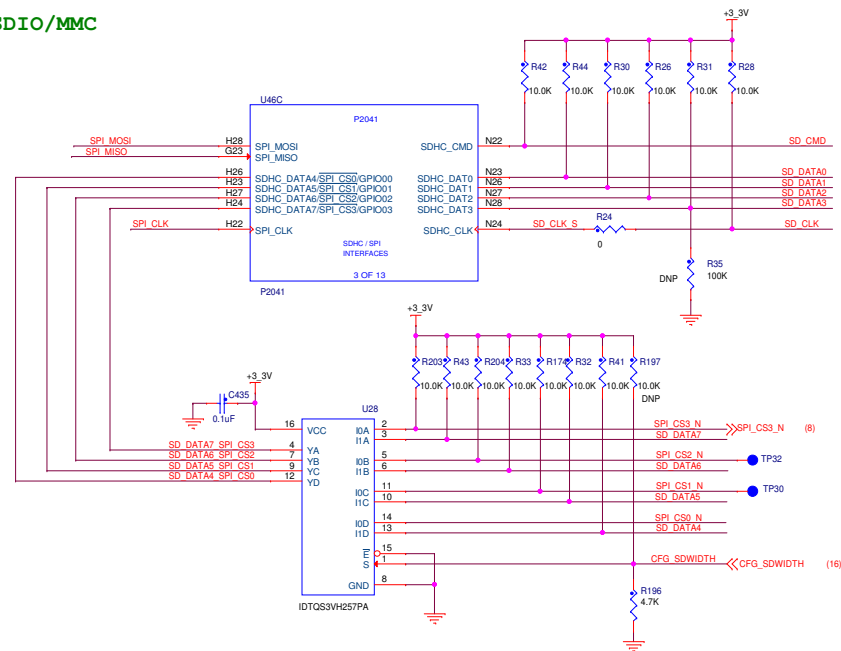 SDIO/MMC
+3_3V
R42 R44 R30 R26 R31 R28
10.0K 10.0K 10.0K 10.0K 10.0K 10.0K
U46C
P2041
SPI_MOSI H28 SPI_MOSI SDHC_CMD N22 SD_CMD
SPI_MISO G23 SPI_MISO
H26 SDHC_DATA4/SPI_CS0/GPIO00 SDHC_DAT0 N23 SD_DATA0
H23 SDHC_DATA5/SPI_CS1/GPIO01 SDHC_DAT1 N26 SD_DATA1
H27 SDHC_DATA6/SPI_CS2/GPIO02 SDHC_DAT2 N27 SD_DATA2
H24 SDHC_DATA7/SPI_CS3/GPIO03 SDHC_DAT3 N28 SD_DATA3
R24
SPI_CLK H22 SPI_CLK SDHC_CLK N24 SD_CLK_S SD_CLK
0
SDHC / SPI
INTERFACES
3 OF 13
P2041
R35
DNP 100K
+3_3V
R203 R43 R204 R33 R174 R32 R41 R197
10.0K 10.0K 10.0K 10.0K 10.0K 10.0K 10.0K 10.0K
DNP
+3_3V
C435
0.1uF
U28
16 VCC I0A 2 SPI_CS3_N SPI_CS3_N (8)
I1A 3 SD_DATA7
SD_DATA7_SPI_CS3 4 YA
SD_DATA6_SPI_CS2 7 YB I0B 5 SPI_CS2_N TP32
SD_DATA5_SPI_CS1 9 YC I1B 6 SD_DATA6
SD_DATA4_SPI_CS0 12 YD
I0C 11 SPI_CS1_N TP30
I1C 10 SD_DATA5
I0D 14 SPI_CS0_N
I1D 13 SD_DATA4
E 15
S 1 CFG_SDWIDTH CFG_SDWIDTH (16)
GND 8
R196
4.7K
IDTQS3VH257PA